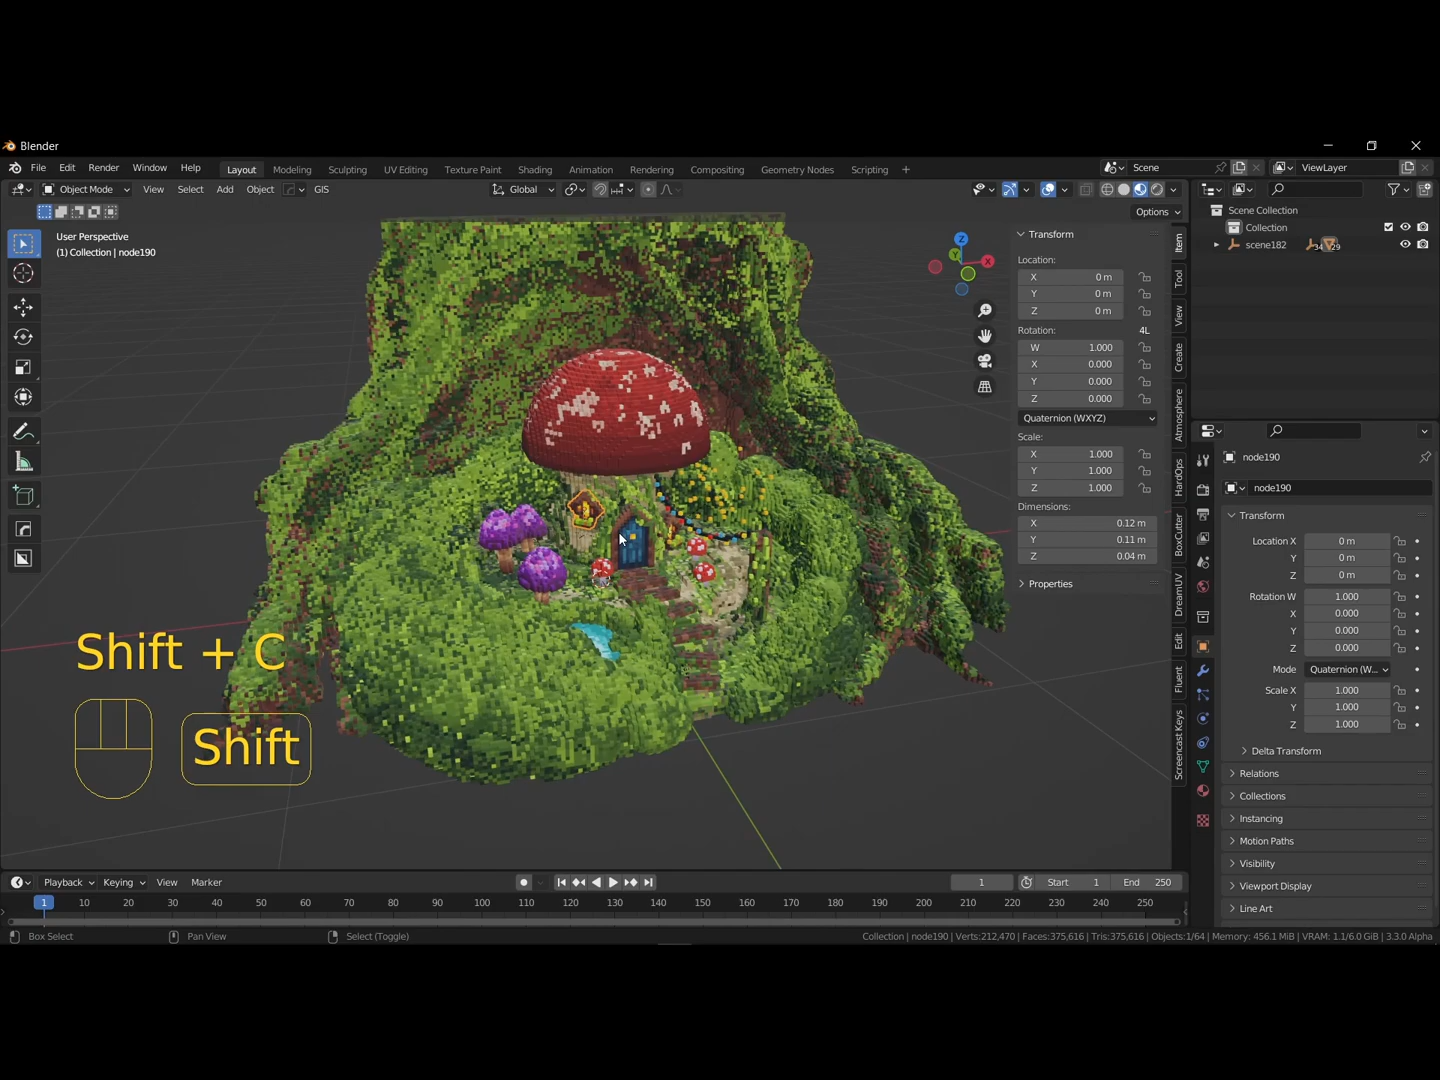 Blender
File Edit Render Window Help
Layout Modeling Sculpting UV Editing Texture Paint Shading Animation Rendering Compositing Geometry Nodes Scripting +
Scene
ViewLayer
Object Mode View Select Add Object GIS
Global
Options
User Perspective
(1) Collection | node190
Z
Y
X
Transform
Location:
X 0 m
Y 0 m
Z 0 m
Rotation: 4L
W 1.000
X 0.000
Y 0.000
Z 0.000
Quaternion (WXYZ)
Scale:
X 1.000
Y 1.000
Z 1.000
Dimensions:
X 0.12 m
Y 0.11 m
Z 0.04 m
Properties
Item
Tool
View
Create
Atmosphere
HardOps
BoxCutter
DreamUV
Edit
Fluent
Screencast Keys
Scene Collection
Collection
scene182
node190
node190
Transform
Location X 0 m
Y 0 m
Z 0 m
Rotation W 1.000
X 0.000
Y 0.000
Z 0.000
Mode Quaternion (W...
Scale X 1.000
Y 1.000
Z 1.000
Delta Transform
Relations
Collections
Instancing
Motion Paths
Visibility
Viewport Display
Line Art
Shift + C
Shift
Playback Keying View Marker
1 Start 1 End 250
1 10 20 30 40 50 60 70 80 90 100 110 120 130 140 150 160 170 180 190 200 210 220 230 240 250
Box Select Pan View Select (Toggle)
Collection | node190 | Verts:212,470 | Faces:375,616 | Tris:375,616 | Objects:1/64 | Memory: 456.1 MiB | VRAM: 1.1/6.0 GiB | 3.3.0 Alpha